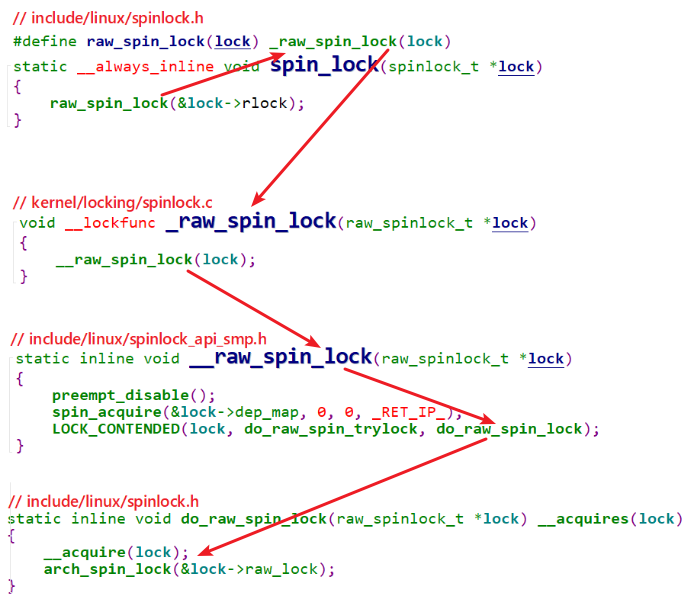 // include/linux/spinlock.h
#define raw_spin_lock(lock) _raw_spin_lock(lock)
static __always_inline void spin_lock(spinlock_t *lock)
{
    raw_spin_lock(&lock->rlock);
}
// kernel/locking/spinlock.c
void __lockfunc _raw_spin_lock(raw_spinlock_t *lock)
{
    __raw_spin_lock(lock);
}
// include/linux/spinlock_api_smp.h
static inline void __raw_spin_lock(raw_spinlock_t *lock)
{
    preempt_disable();
    spin_acquire(&lock->dep_map, 0, 0, _RET_IP_);
    LOCK_CONTENDED(lock, do_raw_spin_trylock, do_raw_spin_lock);
}
// include/linux/spinlock.h
static inline void do_raw_spin_lock(raw_spinlock_t *lock) __acquires(lock)
{
    __acquire(lock);
    arch_spin_lock(&lock->raw_lock);
}